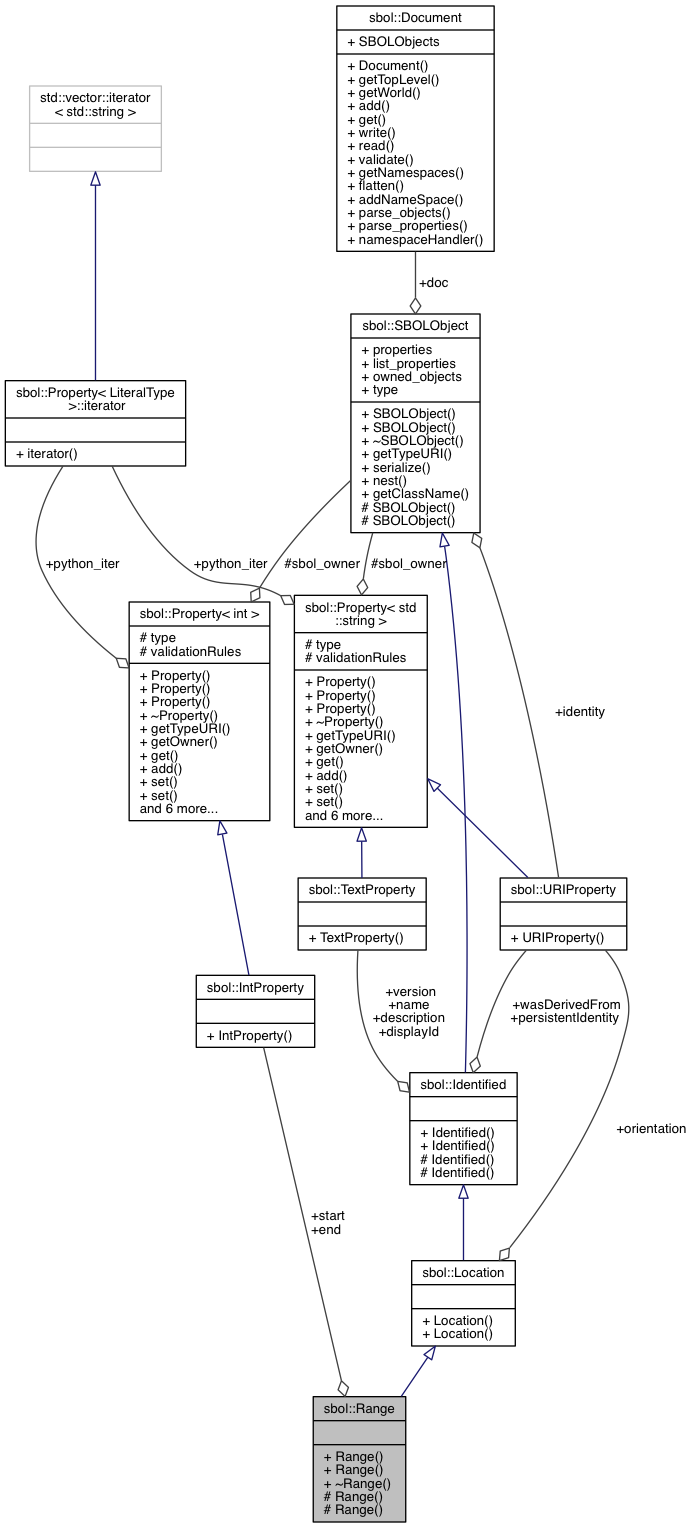 sbol::Document
+ SBOLObjects
+ Document()
+ getTopLevel()
+ getWorld()
+ add()
+ get()
+ write()
+ read()
+ validate()
+ getNamespaces()
+ flatten()
+ addNameSpace()
+ parse_objects()
+ parse_properties()
+ namespaceHandler()
std::vector::iterator
< std::string >
+doc
sbol::SBOLObject
+ properties
+ list_properties
+ owned_objects
+ type
+ SBOLObject()
+ SBOLObject()
+ ~SBOLObject()
+ getTypeURI()
+ serialize()
+ nest()
+ getClassName()
# SBOLObject()
# SBOLObject()
sbol::Property< LiteralType
>::iterator
+ iterator()
+python_iter
+python_iter
#sbol_owner
#sbol_owner
sbol::Property< int >
# type
# validationRules
+ Property()
+ Property()
+ Property()
+ ~Property()
+ getTypeURI()
+ getOwner()
+ get()
+ add()
+ set()
+ set()
and 6 more...
sbol::Property< std
::string >
# type
# validationRules
+ Property()
+ Property()
+ Property()
+ ~Property()
+ getTypeURI()
+ getOwner()
+ get()
+ add()
+ set()
+ set()
and 6 more...
+identity
sbol::TextProperty
+ TextProperty()
sbol::URIProperty
+ URIProperty()
sbol::IntProperty
+ IntProperty()
+version
+name
+description
+displayId
+wasDerivedFrom
+persistentIdentity
sbol::Identified
+ Identified()
+ Identified()
# Identified()
# Identified()
+orientation
+start
+end
sbol::Location
+ Location()
+ Location()
sbol::Range
+ Range()
+ Range()
+ ~Range()
# Range()
# Range()